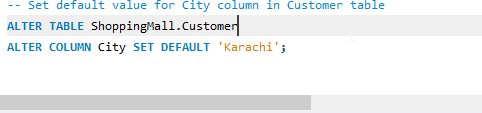 -- Set default value for City column in Customer table
ALTER TABLE ShoppingMall.Customer
ALTER COLUMN City SET DEFAULT 'Karachi';